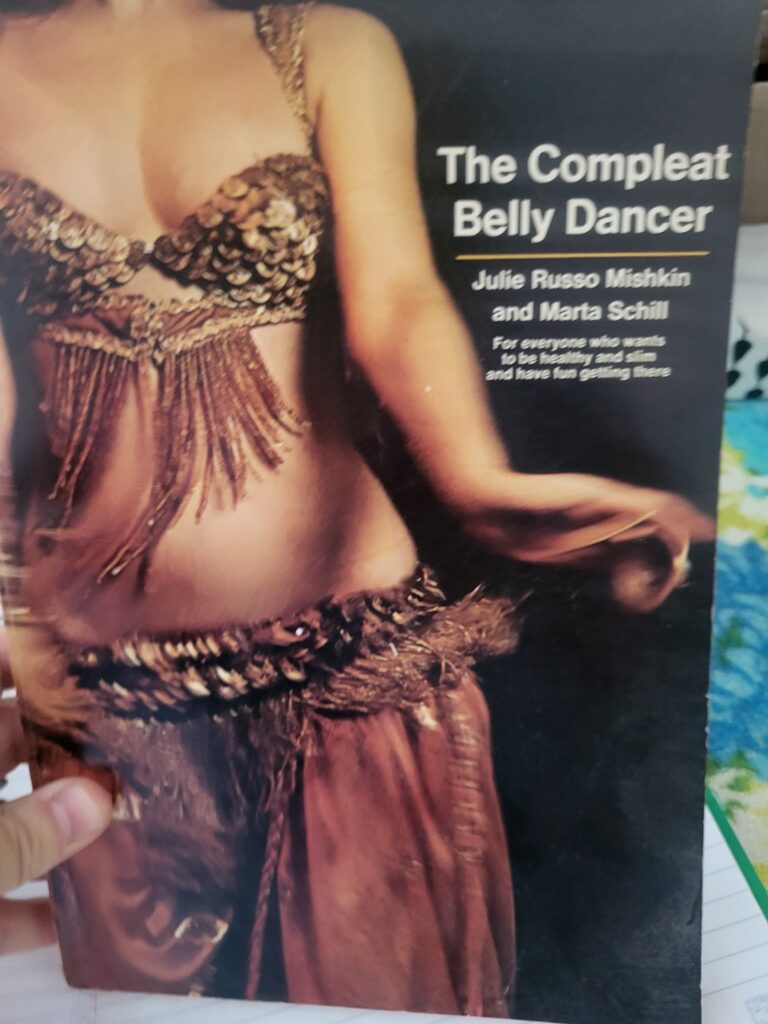 The Compleat
Belly Dancer
Julie Russo Mishkin
and Marta Schill
For everyone who wants
to be healthy and slim
and have fun getting there